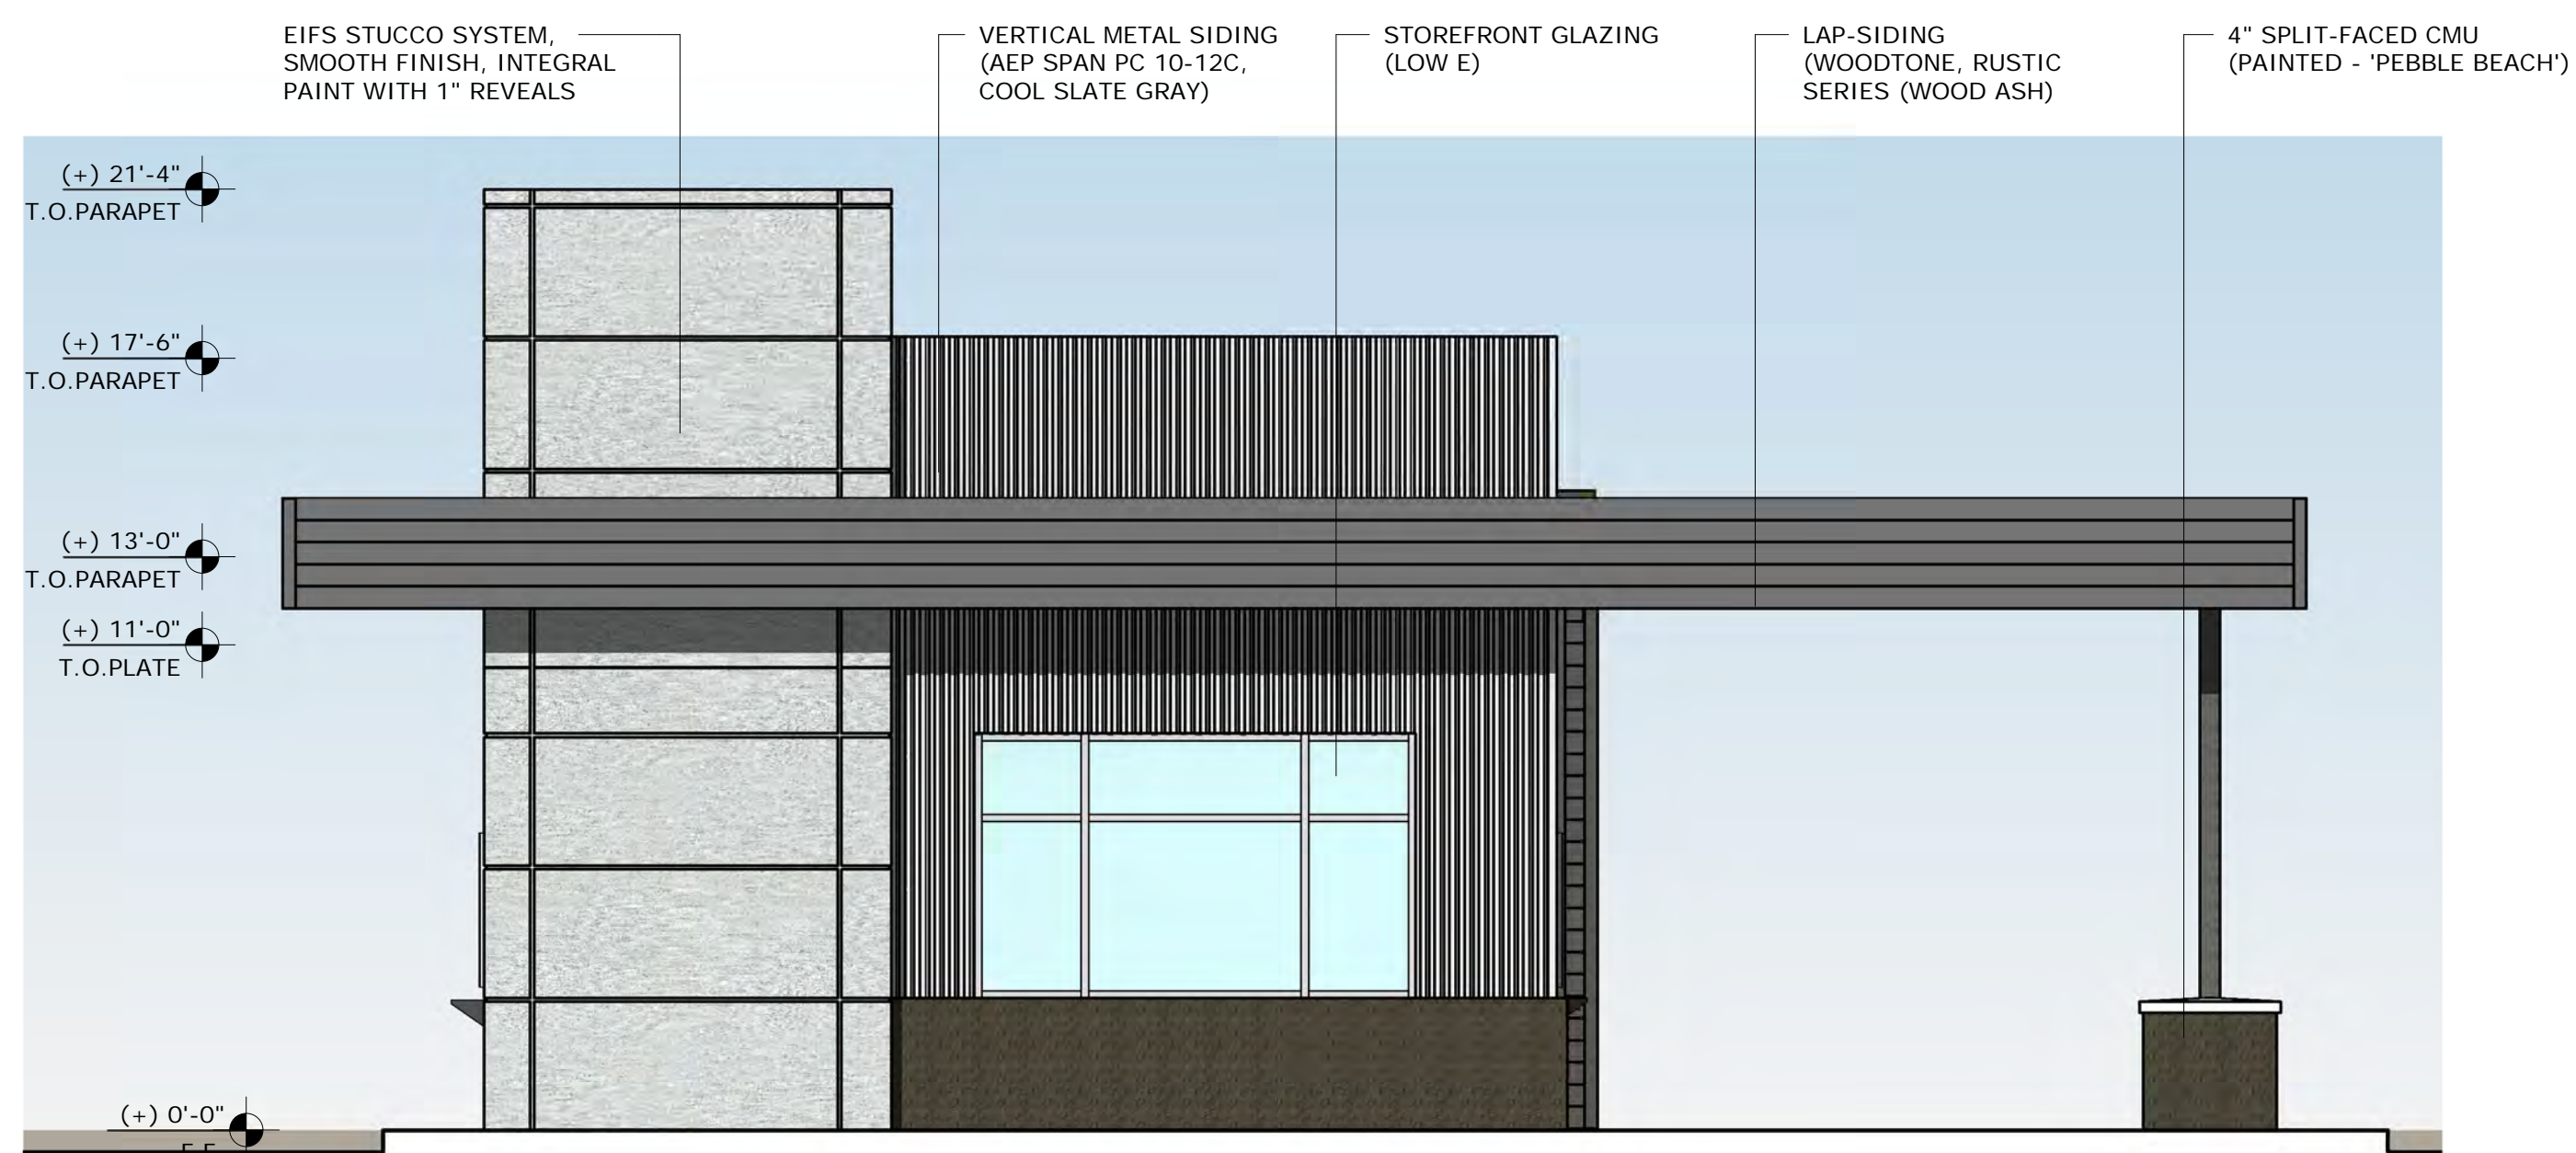 EIFS STUCCO SYSTEM,
SMOOTH FINISH, INTEGRAL
PAINT WITH 1" REVEALS
VERTICAL METAL SIDING
(AEP SPAN PC 10-12C,
COOL SLATE GRAY)
STOREFRONT GLAZING
(LOW E)
LAP-SIDING
(WOODTONE, RUSTIC
SERIES (WOOD ASH)
4" SPLIT-FACED CMU
(PAINTED - 'PEBBLE BEACH')
(+) 21'-4"
T.O.PARAPET
(+) 17'-6"
T.O.PARAPET
(+) 13'-0"
T.O.PARAPET
(+) 11'-0"
T.O.PLATE
(+) 0'-0"